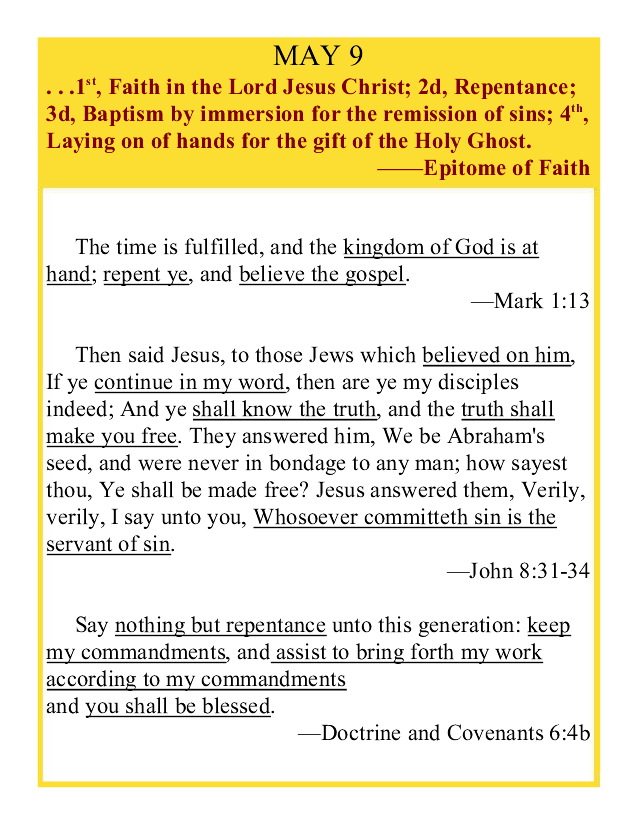 MAY 9
. . .1st, Faith in the Lord Jesus Christ; 2d, Repentance;
3d, Baptism by immersion for the remission of sins; 4th,
Laying on of hands for the gift of the Holy Ghost.
——Epitome of Faith
The time is fulfilled, and the kingdom of God is at
hand; repent ye, and believe the gospel.
—Mark 1:13
Then said Jesus, to those Jews which believed on him,
If ye continue in my word, then are ye my disciples
indeed; And ye shall know the truth, and the truth shall
make you free. They answered him, We be Abraham's
seed, and were never in bondage to any man; how sayest
thou, Ye shall be made free? Jesus answered them, Verily,
verily, I say unto you, Whosoever committeth sin is the
servant of sin.
—John 8:31-34
Say nothing but repentance unto this generation: keep
my commandments, and assist to bring forth my work
according to my commandments
and you shall be blessed.
—Doctrine and Covenants 6:4b